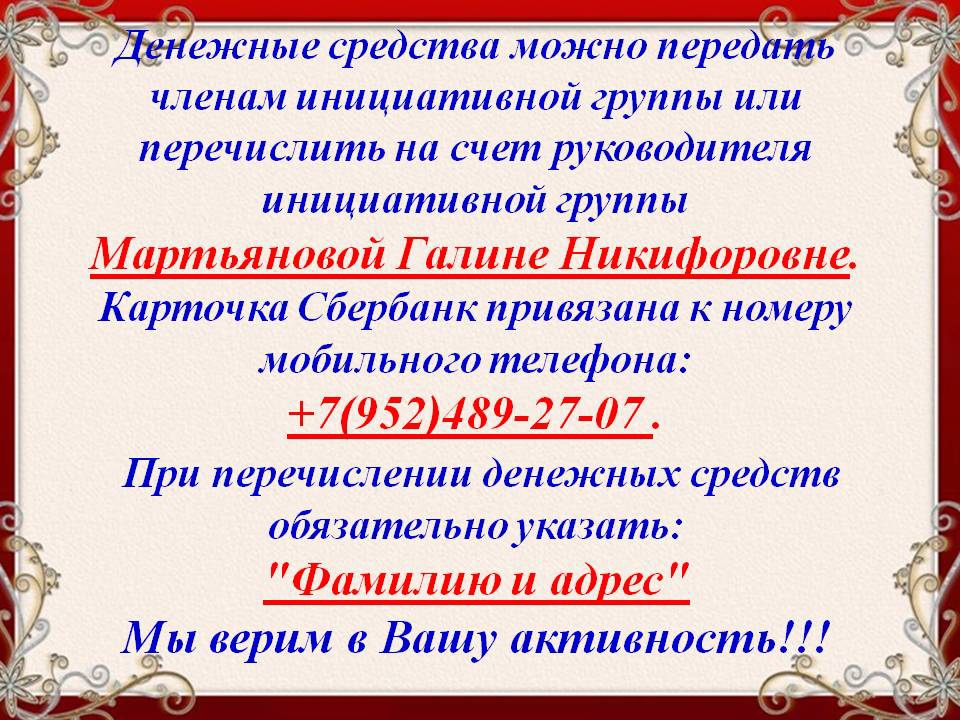 Денежные средства можно передать
членам инициативной группы или
перечислить на счет руководителя
инициативной группы
Мартьяновой Галине Никифоровне.
Карточка Сбербанк привязана к номеру
мобильного телефона:
+7(952)489-27-07 .
При перечислении денежных средств
обязательно указать:
"Фамилию и адрес"
Мы верим в Вашу активность!!!